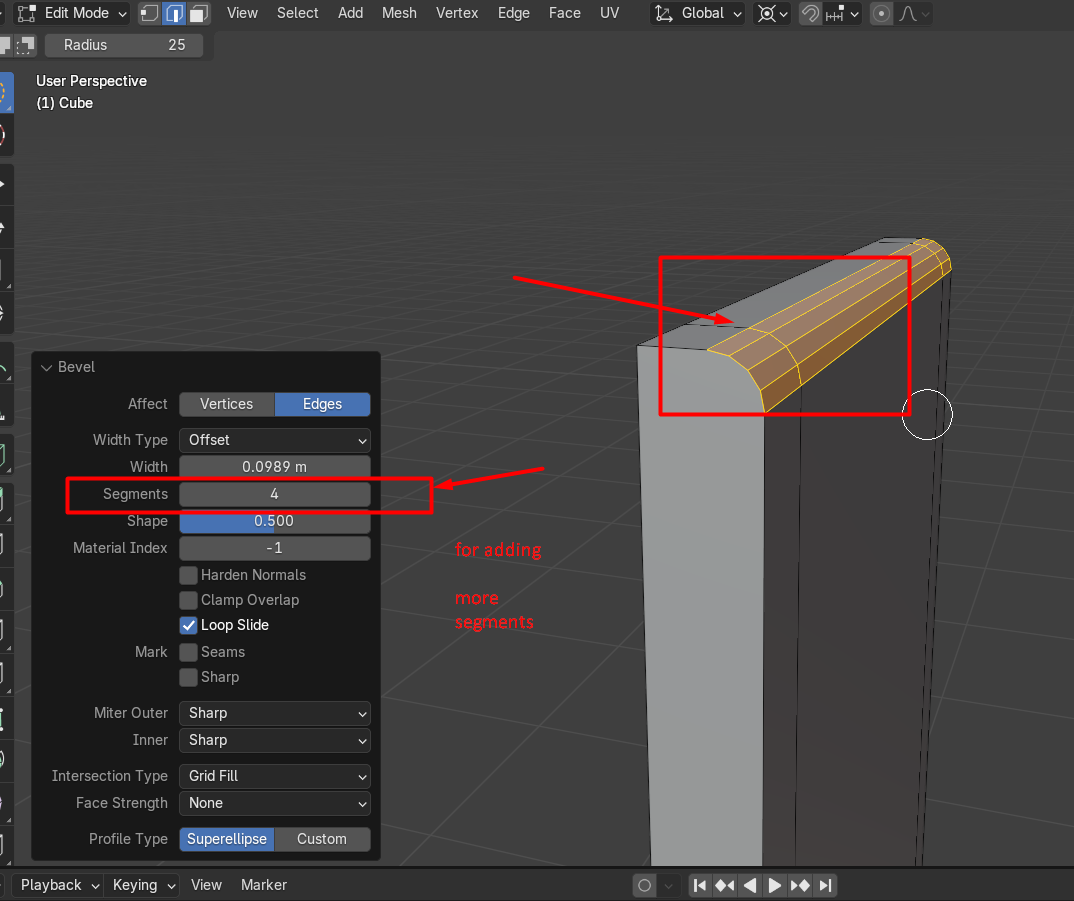 Edit Mode View Select Add Mesh Vertex Edge Face UV Global
Radius 25
User Perspective
(1) Cube
Bevel
Affect Vertices Edges
Width Type Offset
Width 0.0989 m
Segments 4
Shape 0.500
Material Index -1
Harden Normals
Clamp Overlap
Loop Slide
Mark Seams
Sharp
Miter Outer Sharp
Inner Sharp
Intersection Type Grid Fill
Face Strength None
Profile Type Superellipse Custom
for adding
more
segments
Playback Keying View Marker